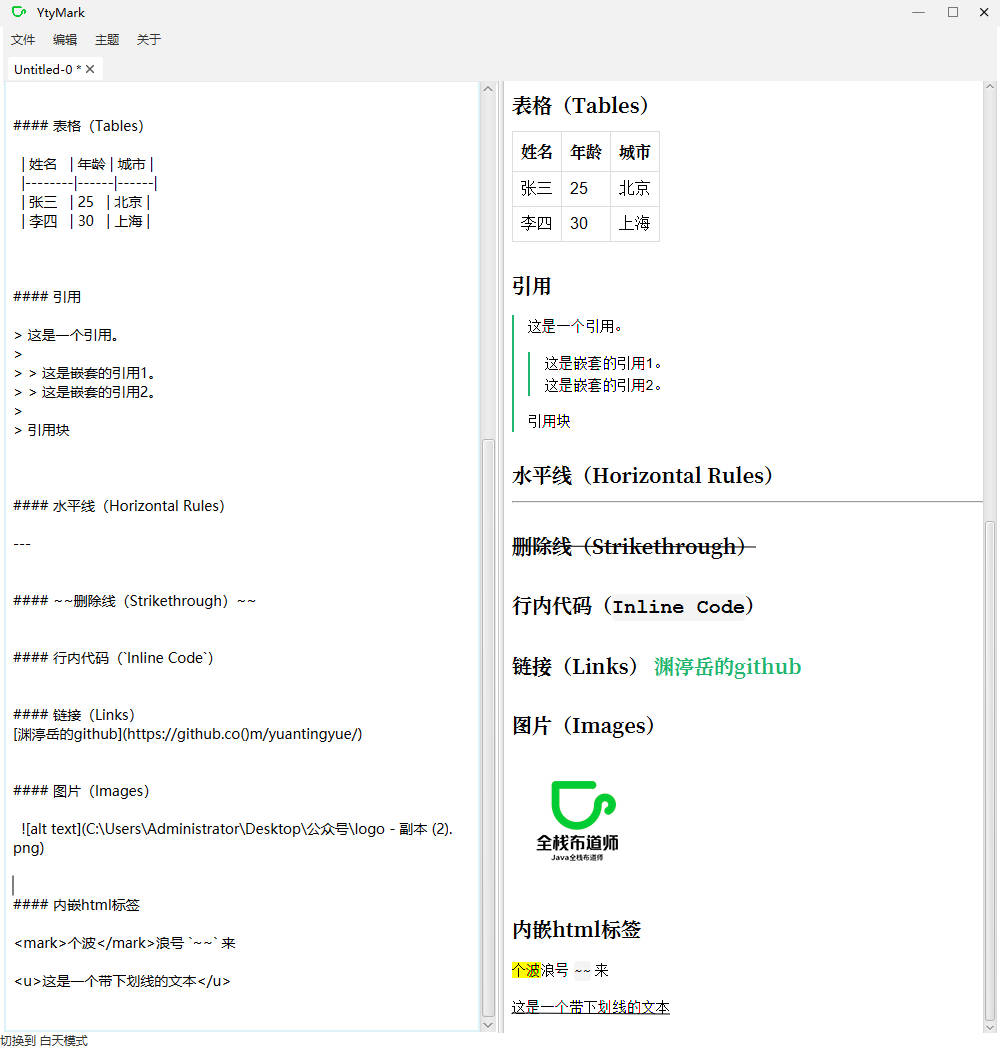 YtyMark
文件 编辑 主题 关于
Untitled-0 *
#### 表格（Tables）
| 姓名 | 年龄 | 城市 |
|--------|------|------|
| 张三 | 25 | 北京 |
| 李四 | 30 | 上海 |
#### 引用
> 这是一个引用。
>
> > 这是嵌套的引用1。
> > 这是嵌套的引用2。
>
> 引用块
#### 水平线（Horizontal Rules）
---
#### ~~删除线（Strikethrough）~~
#### 行内代码（`Inline Code`）
#### 链接（Links）
[渊渟岳的github](https://github.co()m/yuantingyue/)
#### 图片（Images）
![alt text](C:\Users\Administrator\Desktop\公众号\logo - 副本 (2).
png)
#### 内嵌html标签
<mark>个波</mark>浪号 `~~` 来
<u>这是一个带下划线的文本</u>
表格（Tables）
姓名 年龄 城市
张三 25 北京
李四 30 上海
引用
这是一个引用。
这是嵌套的引用1。
这是嵌套的引用2。
引用块
水平线（Horizontal Rules）
删除线（Strikethrough）
行内代码（Inline Code）
链接（Links） 渊渟岳的github
图片（Images）
全栈布道师
Java全栈布道师
内嵌html标签
个波浪号 ~~ 来
这是一个带下划线的文本
切换到 白天模式